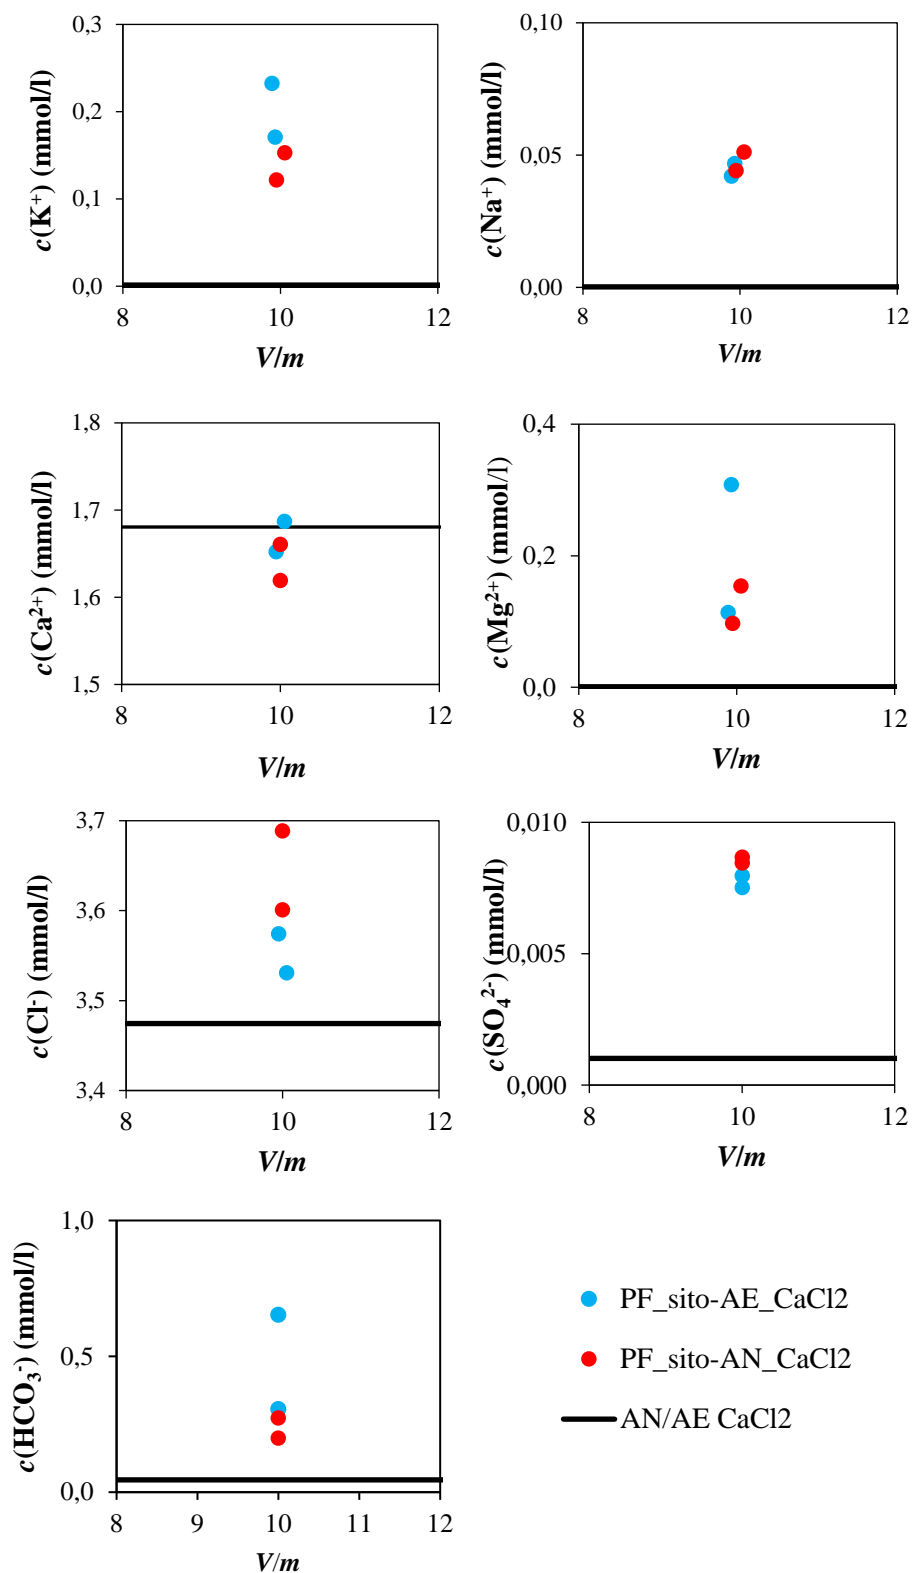 c(K⁺) (mmol/l)
0,3
0,2
0,1
0,0
8 10 12
V/m
c(Na⁺) (mmol/l)
0,10
0,05
0,00
8 10 12
V/m
c(Ca²⁺) (mmol/l)
1,8
1,7
1,6
1,5
8 10 12
V/m
c(Mg²⁺) (mmol/l)
0,4
0,2
0,0
8 10 12
V/m
c(Cl⁻) (mmol/l)
3,7
3,6
3,5
3,4
8 10 12
V/m
c(SO₄²⁻) (mmol/l)
0,010
0,005
0,000
8 10 12
V/m
c(HCO₃⁻) (mmol/l)
1,0
0,5
0,0
8 9 10 11 12
V/m
PF_sito-AE_CaCl2
PF_sito-AN_CaCl2
AN/AE CaCl2